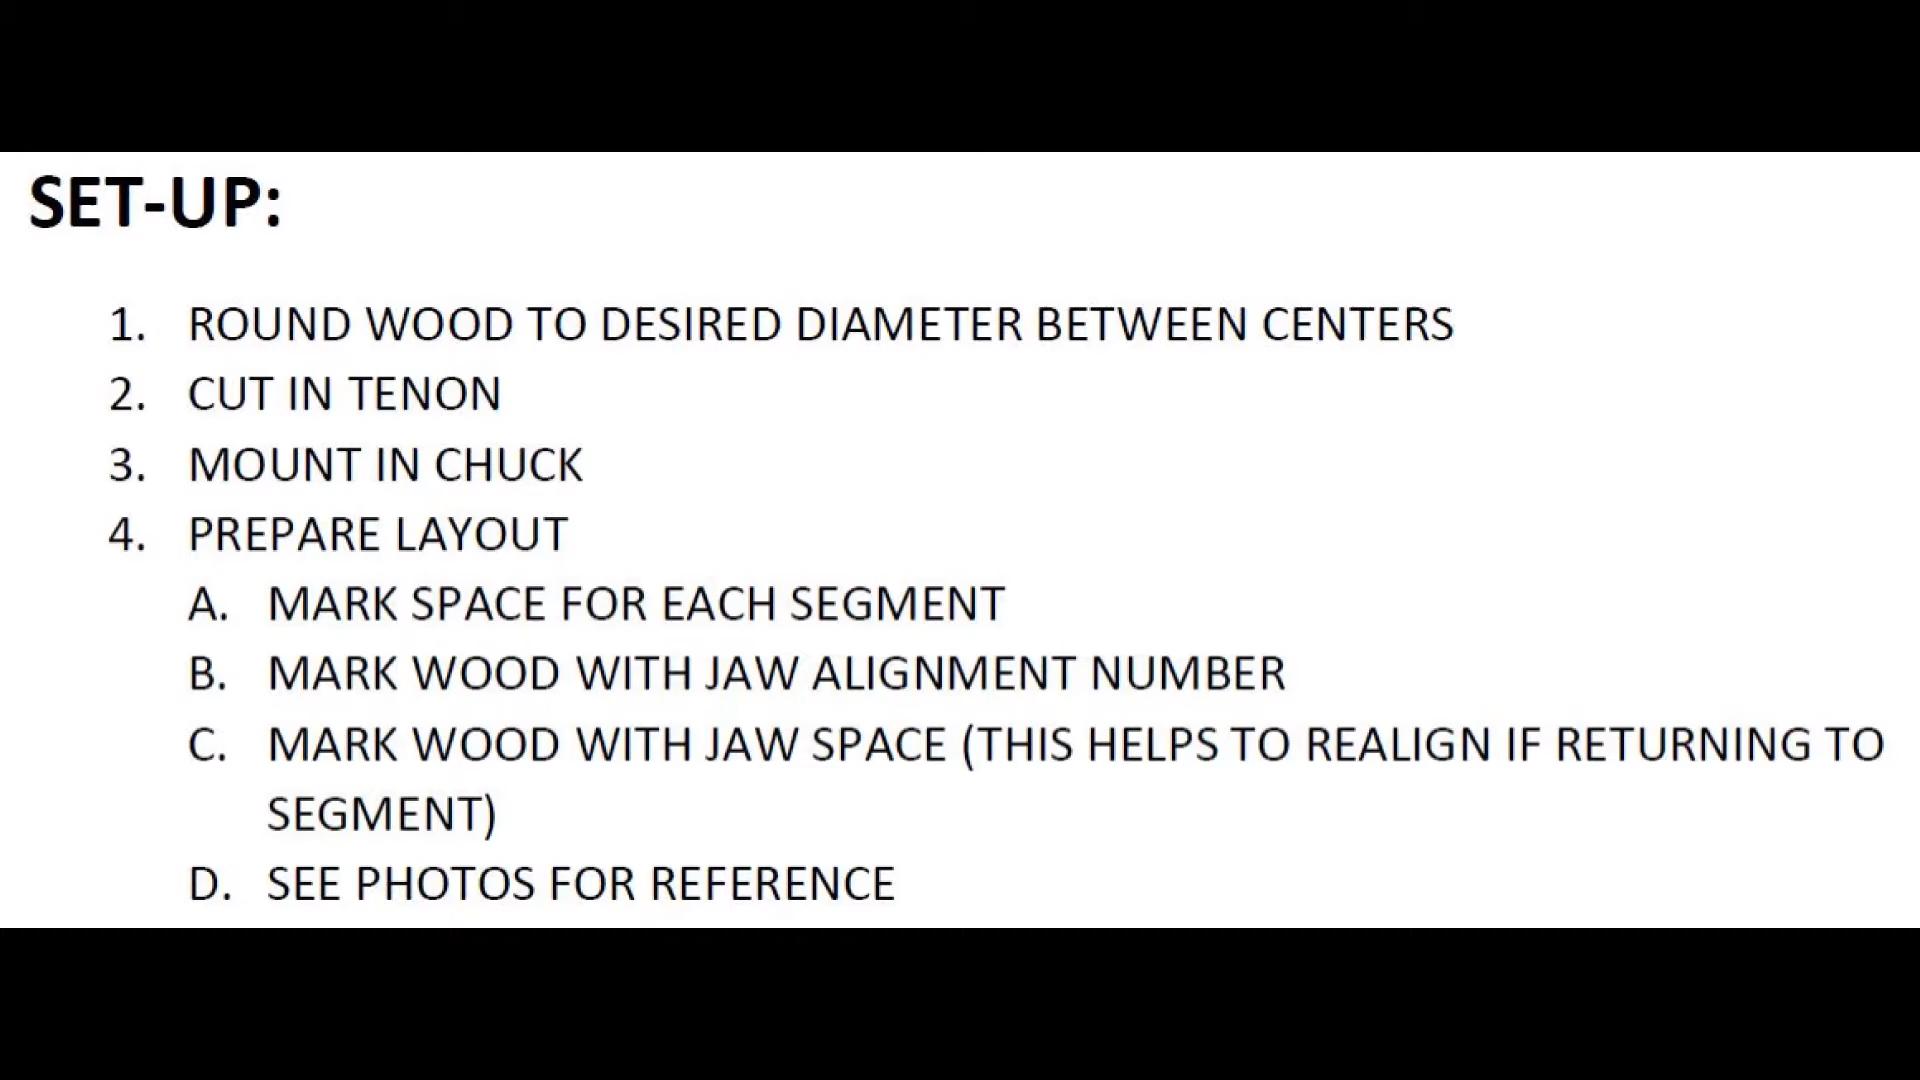 SET-UP:
1. ROUND WOOD TO DESIRED DIAMETER BETWEEN CENTERS
2. CUT IN TENON
3. MOUNT IN CHUCK
4. PREPARE LAYOUT
A. MARK SPACE FOR EACH SEGMENT
B. MARK WOOD WITH JAW ALIGNMENT NUMBER
C. MARK WOOD WITH JAW SPACE (THIS HELPS TO REALIGN IF RETURNING TO
SEGMENT)
D. SEE PHOTOS FOR REFERENCE